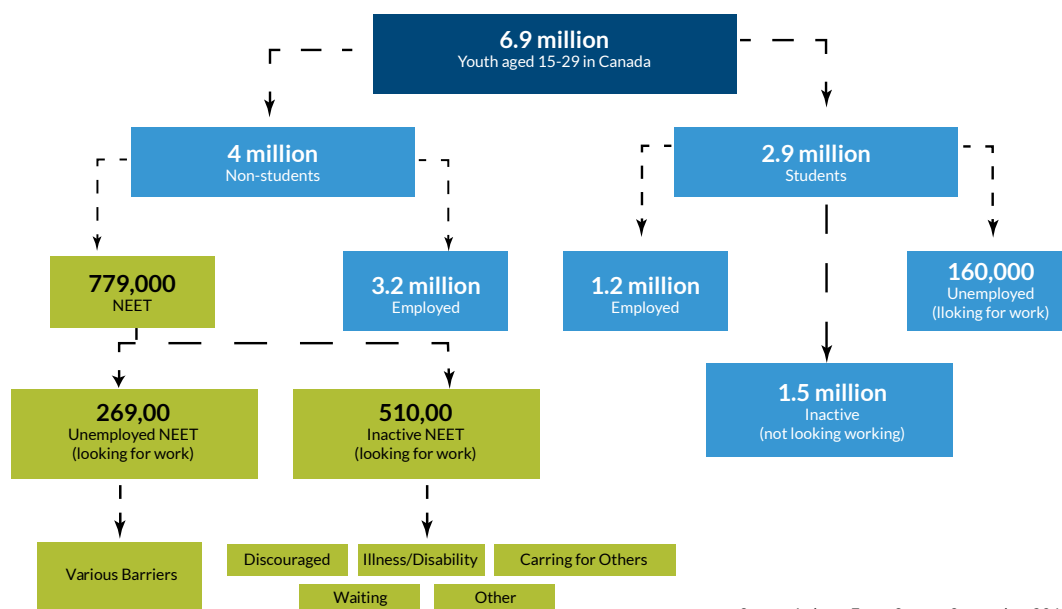 6.9 million
Youth aged 15-29 in Canada
4 million
Non-students
2.9 million
Students
779,000
NEET
3.2 million
Employed
1.2 million
Employed
160,000
Unemployed
(lloking for work)
269,00
Unemployed NEET
(looking for work)
510,00
Inactive NEET
(looking for work)
1.5 million
Inactive
(not looking working)
Various Barriers
Discouraged
Illness/Disability
Carring for Others
Waiting
Other